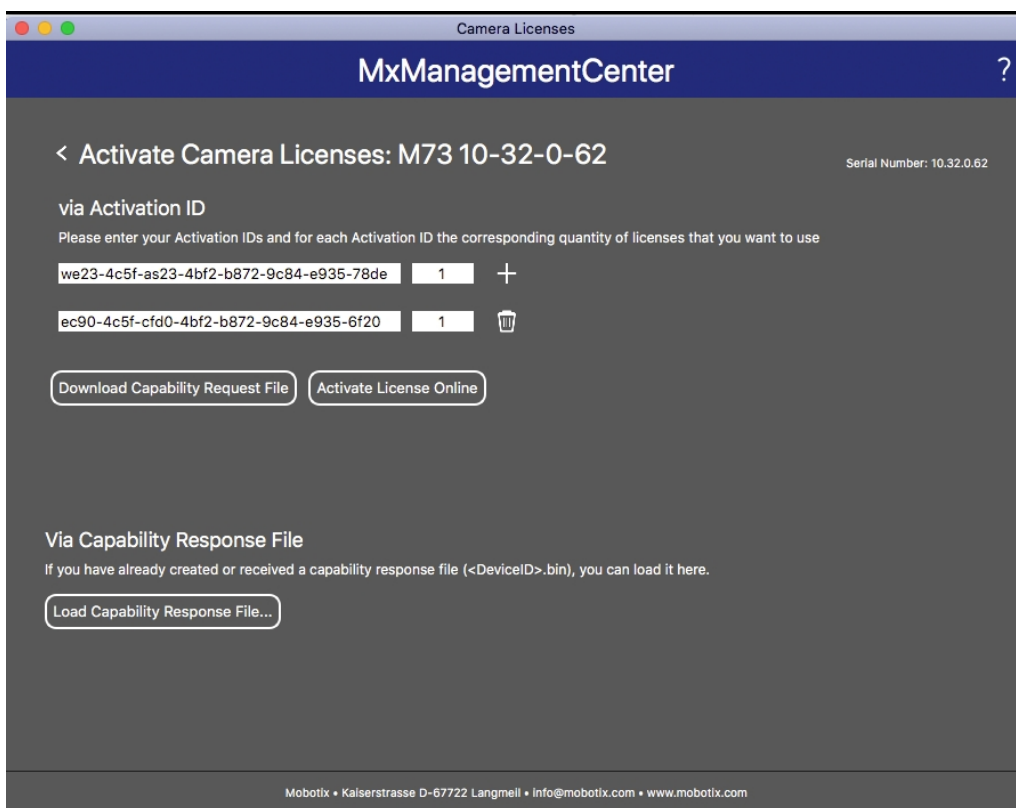 Camera Licenses
MxManagementCenter
?
< Activate Camera Licenses: M73 10-32-0-62
Serial Number: 10.32.0.62
via Activation ID
Please enter your Activation IDs and for each Activation ID the corresponding quantity of licenses that you want to use
we23-4c5f-as23-4bf2-b872-9c84-e935-78de 1 +
ec90-4c5f-cfd0-4bf2-b872-9c84-e935-6f20 1
Download Capability Request File Activate License Online
Via Capability Response File
If you have already created or received a capability response file (<DeviceID>.bin), you can load it here.
Load Capability Response File...
Mobotix • Kaiserstrasse D-67722 Langmeil • info@mobotix.com • www.mobotix.com